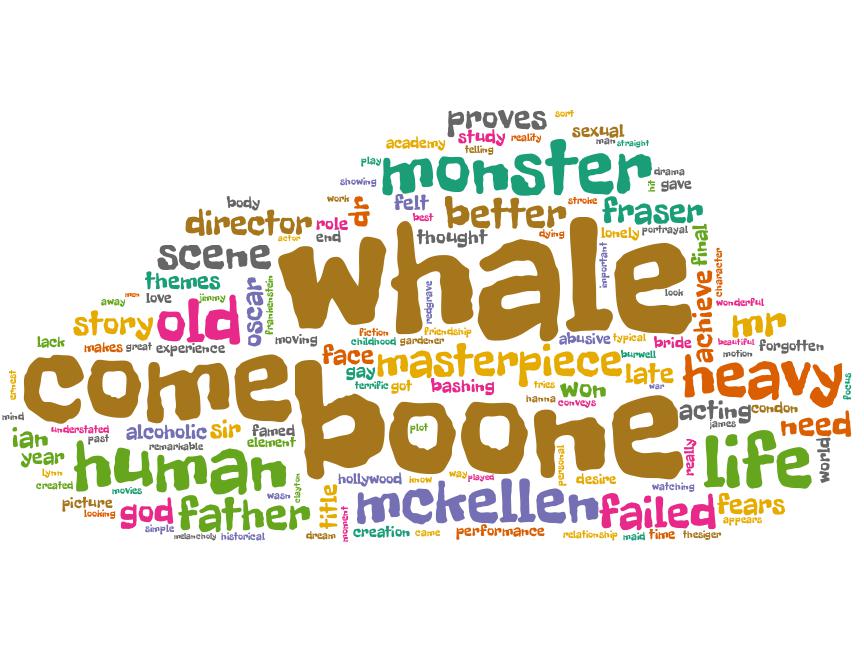 proves sort
academy study reality sexual
telling man straight
play monster drama
showing hit gave
body work dr felt better stroke fraser
director role best dying lonely portrayal
actor end thought final
scene whale important character
themes oscar frankenstein redgrave look achieve
away men love jimmy wonderful
story old moving fiction friendship mr
lack childhood gardener abusive typical bride beautiful forgotten
makes great experience face masterpiece burwell motion
ernest come gay late heavy focus
terrific got bashing tries won war
hanna conveys
mind boone plot acting condon
james need
ian understated alcoholic sir famed
past remarkable element
year human personal really life world
lynn hollywood know way played desire watching
created movies wasn clayton
picture title mckellen failed fears
looking god father moment appears
simple creation came performance relationship maid time thesiger
melancholy historical dream